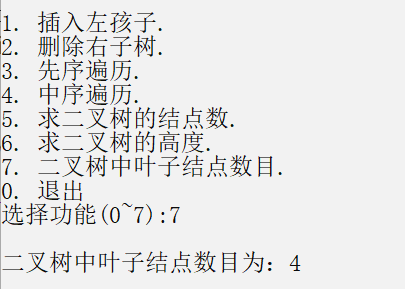 1. 插入左孩子.
2. 删除右子树.
3. 先序遍历.
4. 中序遍历.
5. 求二叉树的结点数.
6. 求二叉树的高度.
7. 二叉树中叶子结点数目.
0. 退出
选择功能(0~7):7
二叉树中叶子结点数目为：4